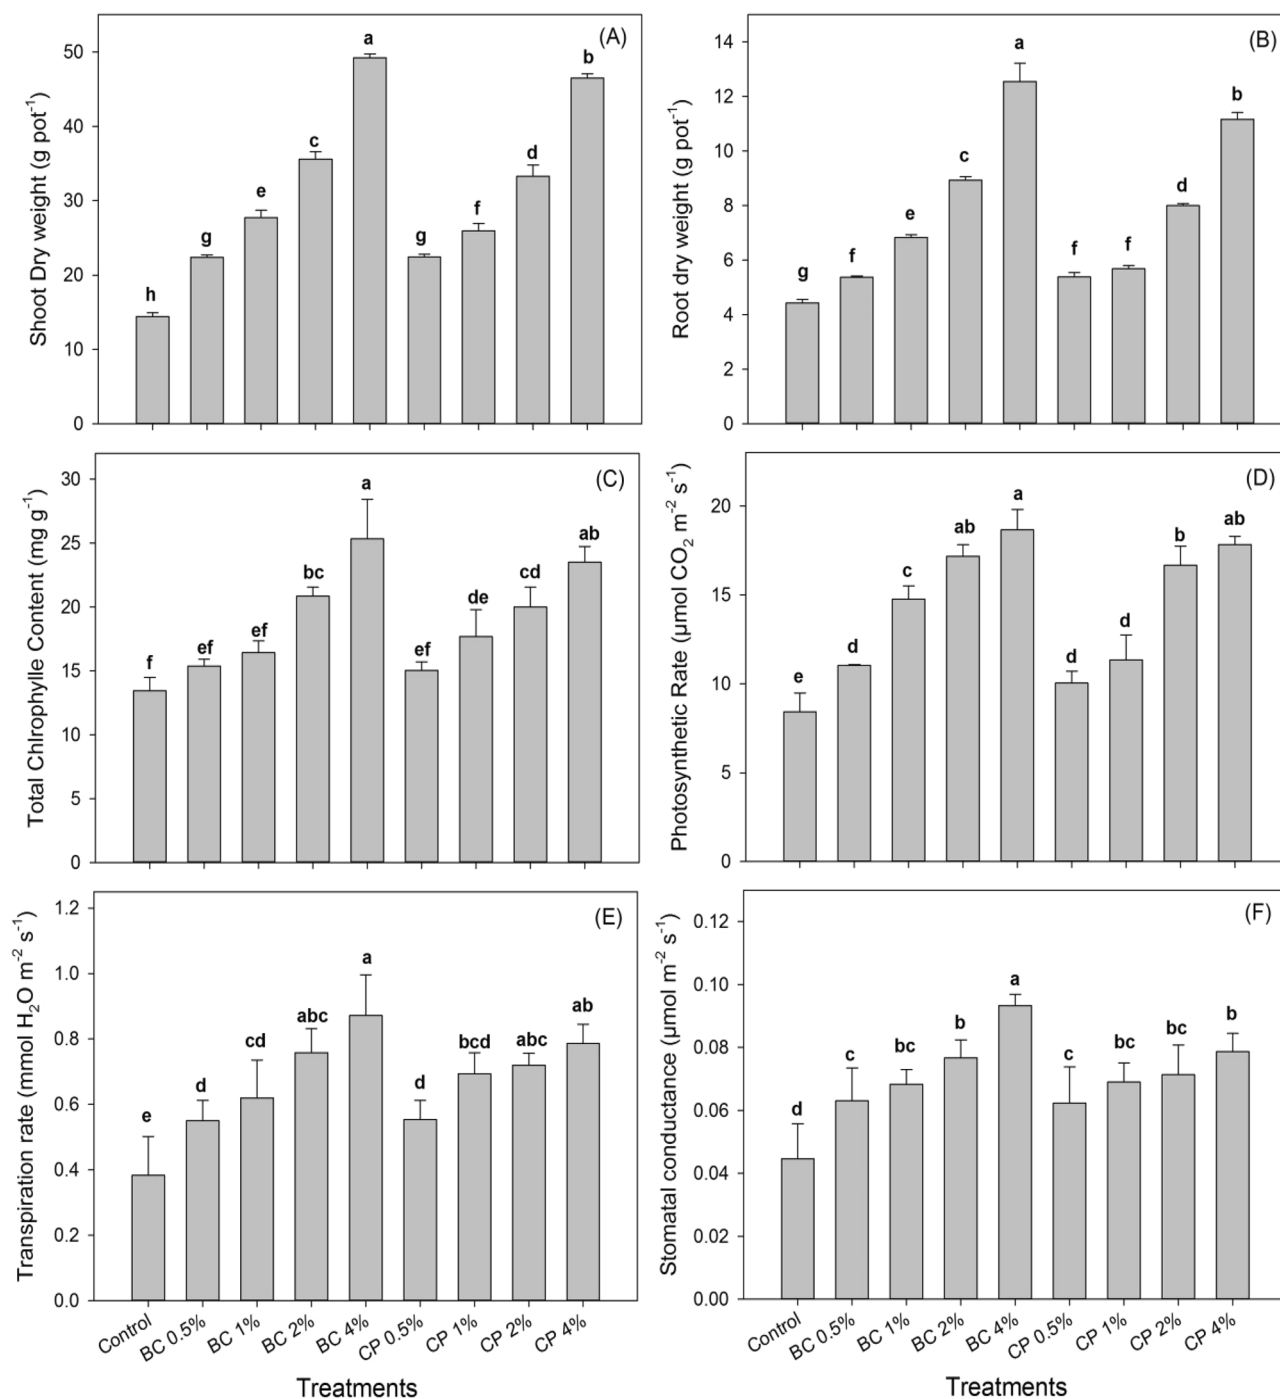 (A)
Shoot Dry weight (g pot⁻¹)
50
40
30
20
10
0
h
g
e
c
a
g
f
d
b
(B)
Root dry weight (g pot⁻¹)
14
12
10
8
6
4
2
0
g
f
e
c
a
f
f
d
b
(C)
Total Chlrophylle Content (mg g⁻¹)
30
25
20
15
10
5
0
f
ef
ef
bc
a
ef
de
cd
ab
(D)
Photosynthetic Rate (µmol CO₂ m⁻² s⁻¹)
20
15
10
5
0
e
d
c
ab
a
d
d
b
ab
(E)
Transpiration rate (mmol H₂O m⁻² s⁻¹)
1.2
1.0
0.8
0.6
0.4
0.2
0.0
e
d
cd
abc
a
d
bcd
abc
ab
Control
BC 0.5%
BC 1%
BC 2%
BC 4%
CP 0.5%
CP 1%
CP 2%
CP 4%
Treatments
(F)
Stomatal conductance (µmol m⁻² s⁻¹)
0.12
0.10
0.08
0.06
0.04
0.02
0.00
d
c
bc
b
a
c
bc
bc
b
Control
BC 0.5%
BC 1%
BC 2%
BC 4%
CP 0.5%
CP 1%
CP 2%
CP 4%
Treatments